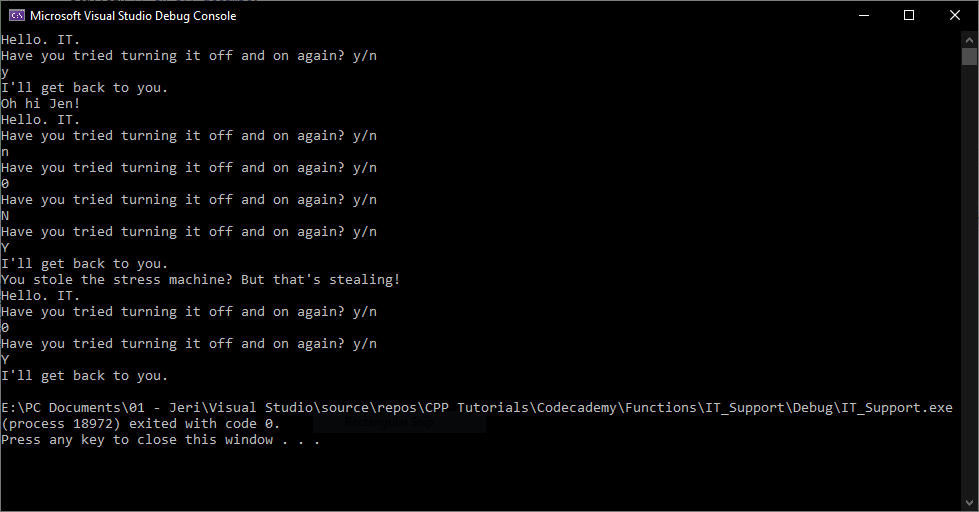 Microsoft Visual Studio Debug Console
Hello. IT.
Have you tried turning it off and on again? y/n
y
I'll get back to you.
Oh hi Jen!
Hello. IT.
Have you tried turning it off and on again? y/n
n
Have you tried turning it off and on again? y/n
0
Have you tried turning it off and on again? y/n
N
Have you tried turning it off and on again? y/n
Y
I'll get back to you.
You stole the stress machine? But that's stealing!
Hello. IT.
Have you tried turning it off and on again? y/n
0
Have you tried turning it off and on again? y/n
Y
I'll get back to you.
E:\PC Documents\01 - Jeri\Visual Studio\source\repos\CPP Tutorials\Codecademy\Functions\IT_Support\Debug\IT_Support.exe
(process 18972) exited with code 0.
Press any key to close this window . . .